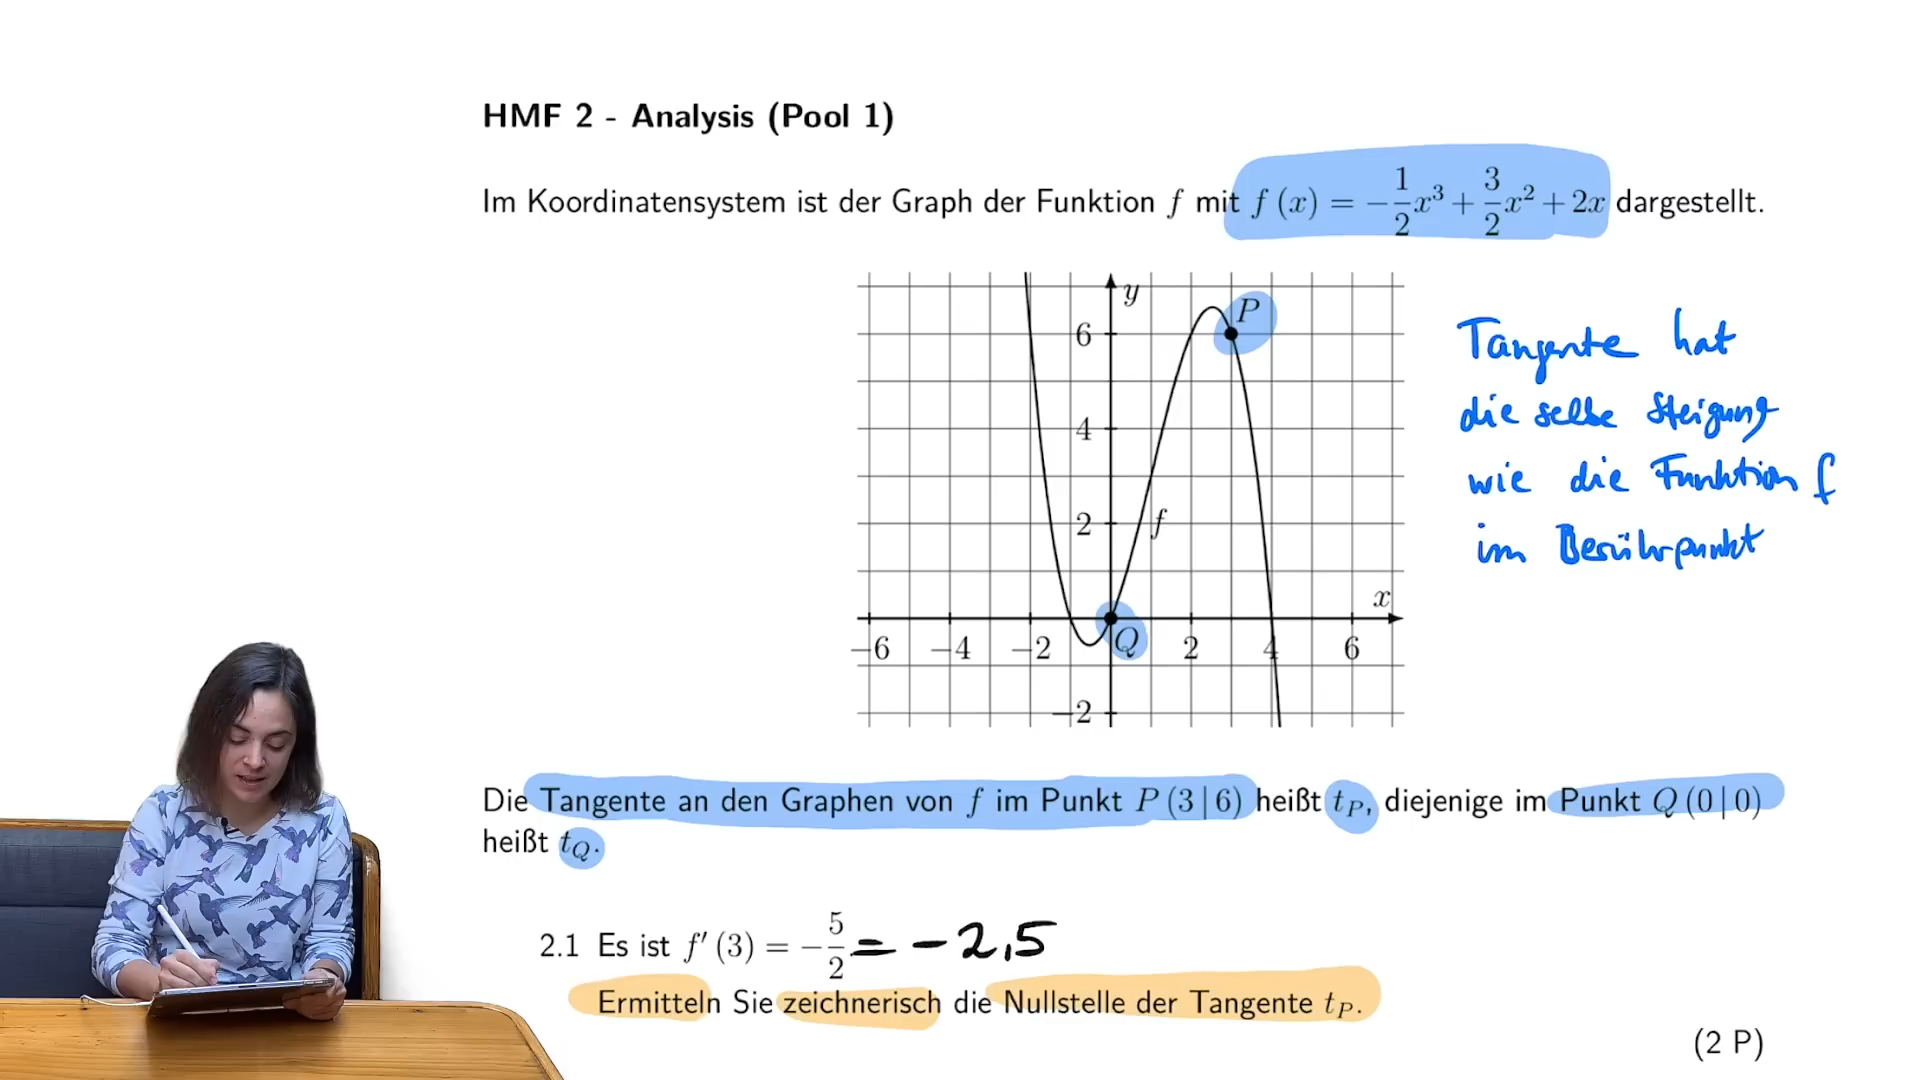 HMF 2 - Analysis (Pool 1)
Im Koordinatensystem ist der Graph der Funktion f mit f (x) = −1/2x³ + 3/2x² + 2x dargestellt.
y
P
6
4
2
f
x
−6 −4 −2 Q 2 4 6
−2
Tangente hat
die selbe Steigung
wie die Funktion f
im Berührpunkt
Die Tangente an den Graphen von f im Punkt P (3 | 6) heißt t_P, diejenige im Punkt Q (0 | 0)
heißt t_Q.
2.1 Es ist f′ (3) = −5/2 = −2,5
Ermitteln Sie zeichnerisch die Nullstelle der Tangente t_P.
(2 P)